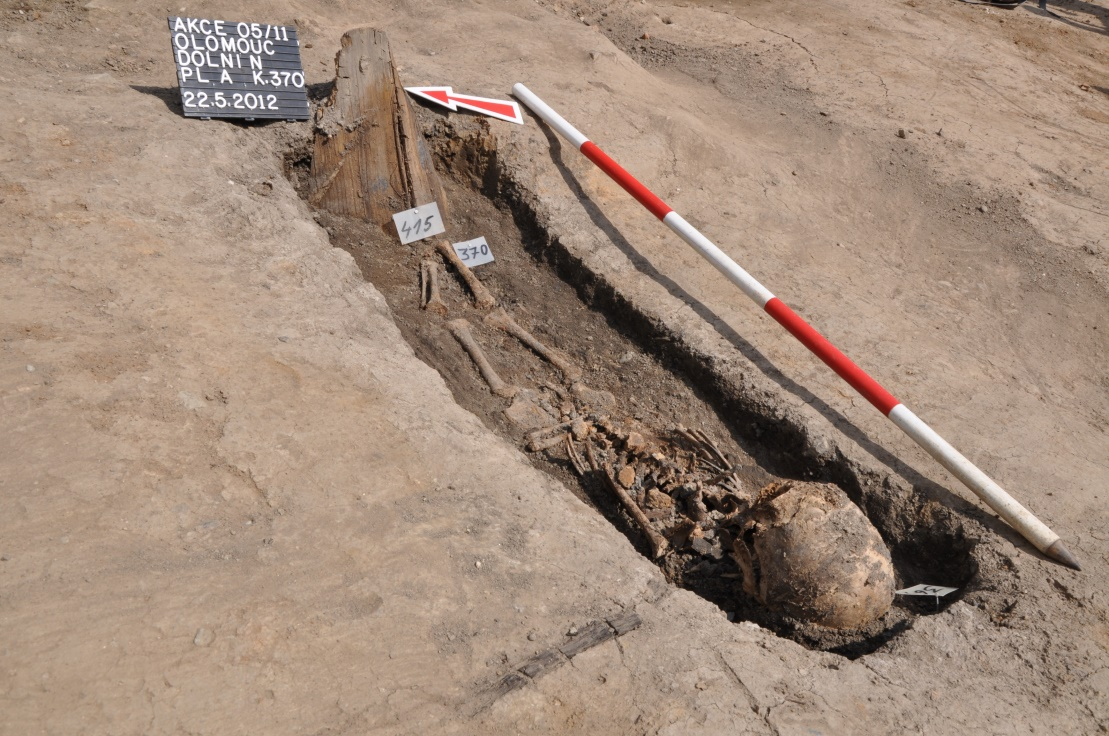 AKCE 05/11
OLOMOUC
DOLNI N
PL A K.370
22.5.2012
415
370